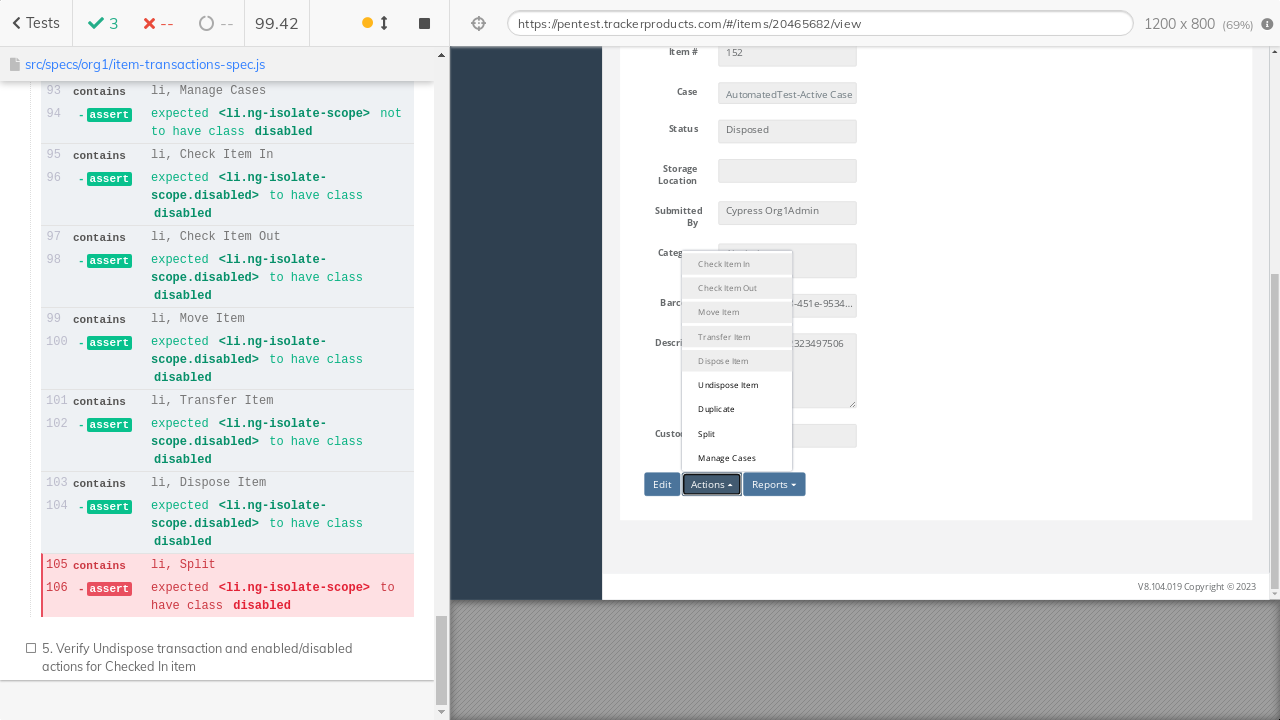 Tests
3
--
--
99.42
https://pentest.trackerproducts.com/#/items/20465682/view
1200 x 800 (69%)
src/specs/org1/item-transactions-spec.js
93 contains li, Manage Cases
94 - assert expected <li.ng-isolate-scope> not
to have class disabled
95 contains li, Check Item In
96 - assert expected <li.ng-isolate-
scope.disabled> to have class
disabled
97 contains li, Check Item Out
98 - assert expected <li.ng-isolate-
scope.disabled> to have class
disabled
99 contains li, Move Item
100 - assert expected <li.ng-isolate-
scope.disabled> to have class
disabled
101 contains li, Transfer Item
102 - assert expected <li.ng-isolate-
scope.disabled> to have class
disabled
103 contains li, Dispose Item
104 - assert expected <li.ng-isolate-
scope.disabled> to have class
disabled
105 contains li, Split
106 - assert expected <li.ng-isolate-scope> to
have class disabled
5. Verify Undispose transaction and enabled/disabled
actions for Checked In item
Item # 152
Case AutomatedTest-Active Case
Status Disposed
Storage
Location
Submitted
By
Cypress Org1Admin
Categ
Barc
-451e-9534...
Descri
323497506
Custo
Check Item In
Check Item Out
Move Item
Transfer Item
Dispose Item
Undispose Item
Duplicate
Split
Manage Cases
Edit Actions Reports
V8.104.019 Copyright © 2023